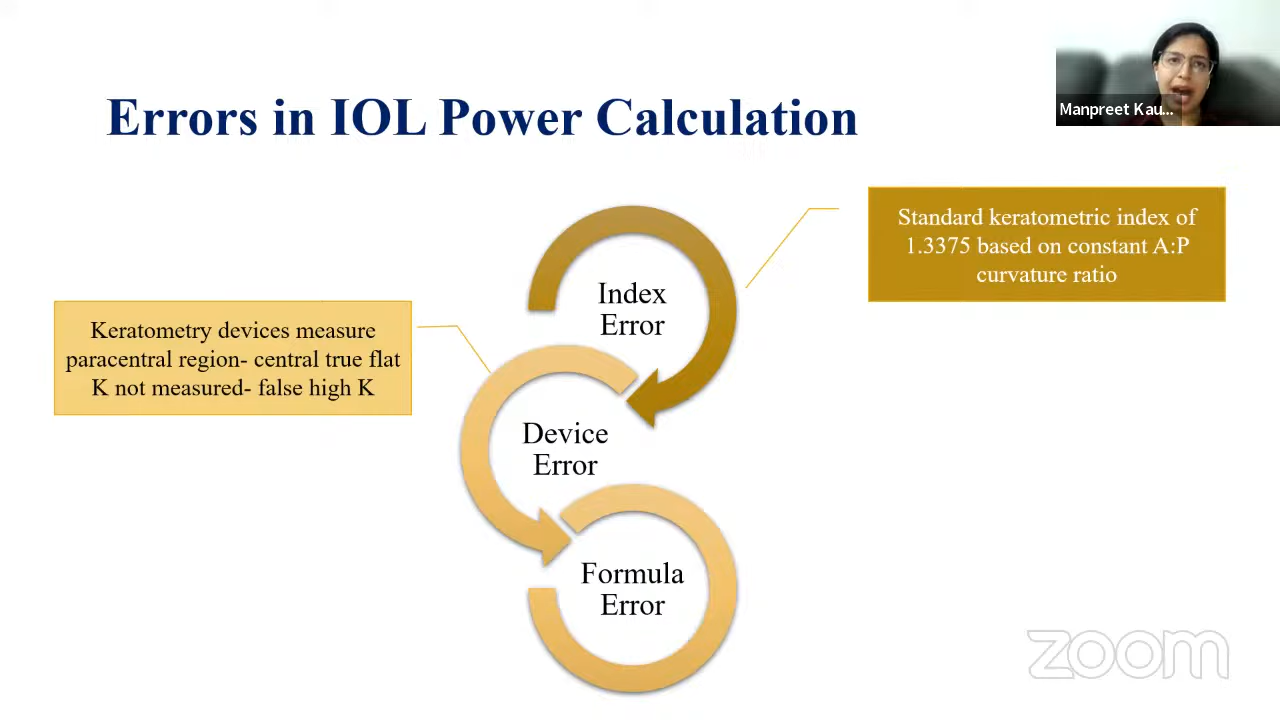 Errors in IOL Power Calculation
Manpreet Kau...
Standard keratometric index of
1.3375 based on constant A:P
curvature ratio
Index
Error
Keratometry devices measure
paracentral region- central true flat
K not measured- false high K
Device
Error
Formula
Error
zoom